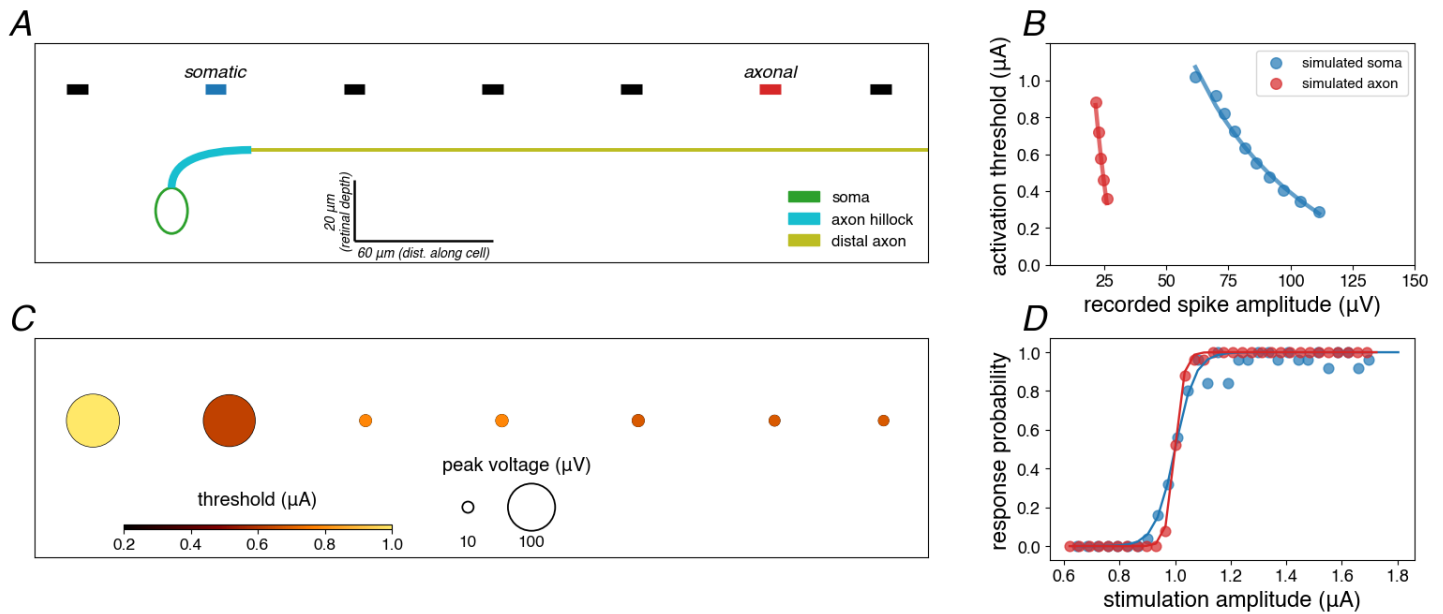 A
somatic
axonal
20 µm
(retinal depth)
60 µm (dist. along cell)
soma
axon hillock
distal axon
B
activation threshold (µA)
1.0
0.8
0.6
0.4
0.2
0.0
simulated soma
simulated axon
25
50
75
100
125
150
recorded spike amplitude (µV)
C
peak voltage (µV)
threshold (µA)
10
100
0.2
0.4
0.6
0.8
1.0
D
response probability
1.0
0.8
0.6
0.4
0.2
0.0
0.6
0.8
1.0
1.2
1.4
1.6
1.8
stimulation amplitude (µA)